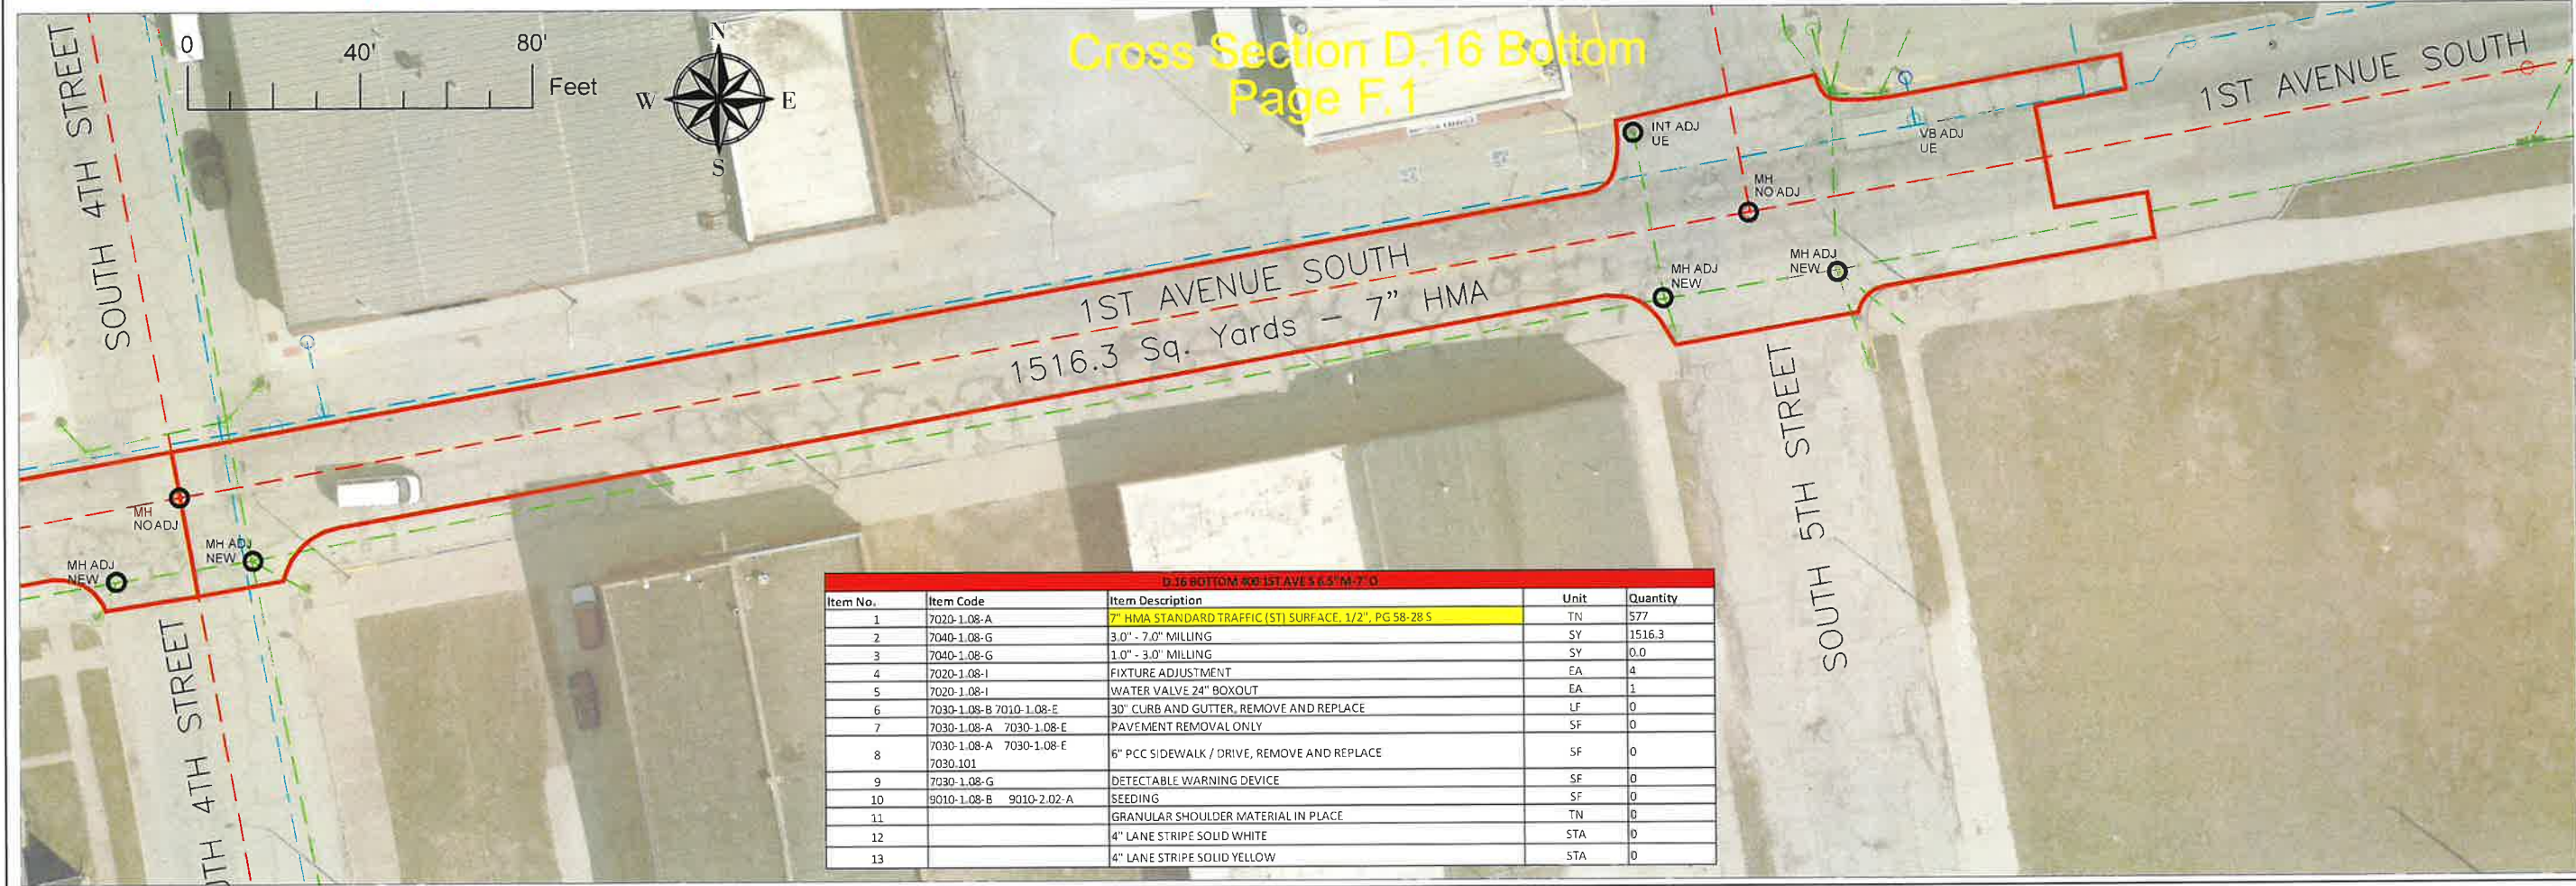 0 40' 80'
Feet
N
W E
S
Cross Section D.16 Bottom
Page F.1
SOUTH 4TH STREET
1ST AVENUE SOUTH
INT ADJ
UE
VB ADJ
UE
MH
NO ADJ
1ST AVENUE SOUTH
1516.3 Sq. Yards - 7" HMA
MH ADJ
NEW
MH ADJ
NEW
MH
NO ADJ
MH ADJ
NEW
MH ADJ
NEW
SOUTH 5TH STREET
SOUTH 4TH STREET
UTH 4TH
D.16 BOTTOM 400 1ST AVE S 6.5"M-7"O
Item No. Item Code Item Description Unit Quantity
1 7020-1.08-A 7" HMA STANDARD TRAFFIC (ST) SURFACE, 1/2", PG 58-28 S TN 577
2 7040-1.08-G 3.0" - 7.0" MILLING SY 1516.3
3 7040-1.08-G 1.0" - 3.0" MILLING SY 0.0
4 7020-1.08-I FIXTURE ADJUSTMENT EA 4
5 7020-1.08-I WATER VALVE 24" BOXOUT EA 1
6 7030-1.08-B 7010-1.08-E 30" CURB AND GUTTER, REMOVE AND REPLACE LF 0
7 7030-1.08-A 7030-1.08-E PAVEMENT REMOVAL ONLY SF 0
8 7030-1.08-A 7030-1.08-E 7030.101 6" PCC SIDEWALK / DRIVE, REMOVE AND REPLACE SF 0
9 7030-1.08-G DETECTABLE WARNING DEVICE SF 0
10 9010-1.08-B 9010-2.02-A SEEDING SF 0
11 GRANULAR SHOULDER MATERIAL IN PLACE TN 0
12 4" LANE STRIPE SOLID WHITE STA 0
13 4" LANE STRIPE SOLID YELLOW STA 0